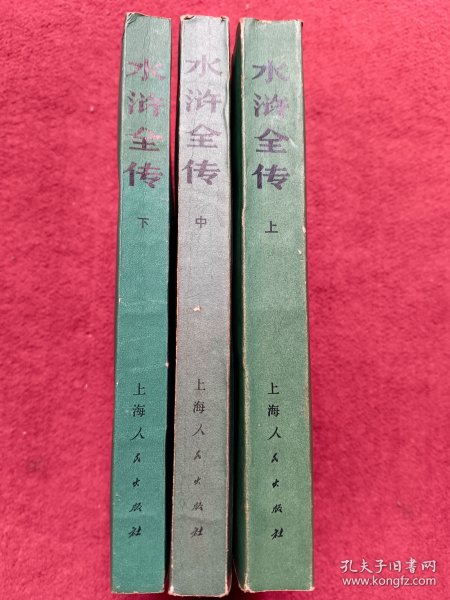 水浒全传
下
上海人民出版社
水浒全传
中
上海人民出版社
水浒全传
上
上海人民出版社
孔夫子旧书网
www.kongfz.com